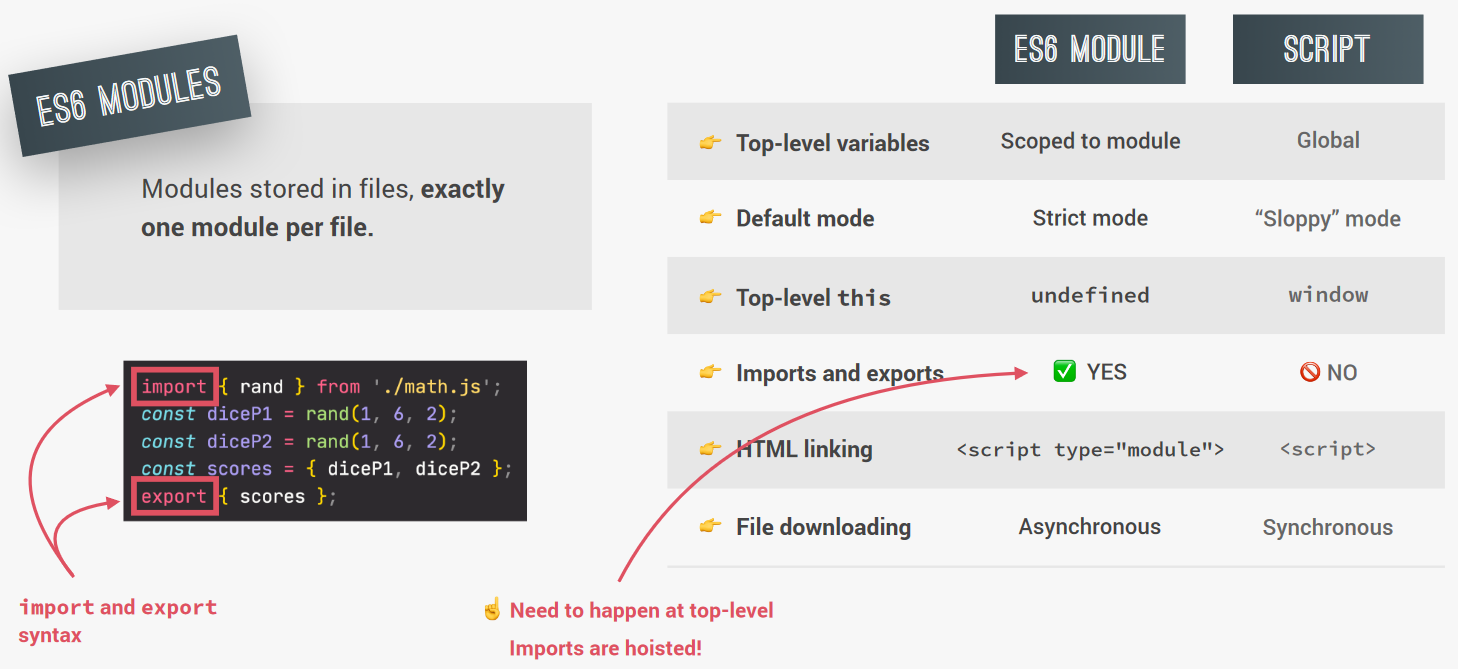 ES6 MODULES
Modules stored in files, exactly
one module per file.
import { rand } from './math.js';
const diceP1 = rand(1, 6, 2);
const diceP2 = rand(1, 6, 2);
const scores = { diceP1, diceP2 };
export { scores };
import and export
syntax
ES6 MODULE SCRIPT
👉 Top-level variables Scoped to module Global
👉 Default mode Strict mode “Sloppy” mode
👉 Top-level this undefined window
👉 Imports and exports ✅ YES 🚫 NO
👉 HTML linking <script type="module"> <script>
👉 File downloading Asynchronous Synchronous
☝️ Need to happen at top-level
Imports are hoisted!